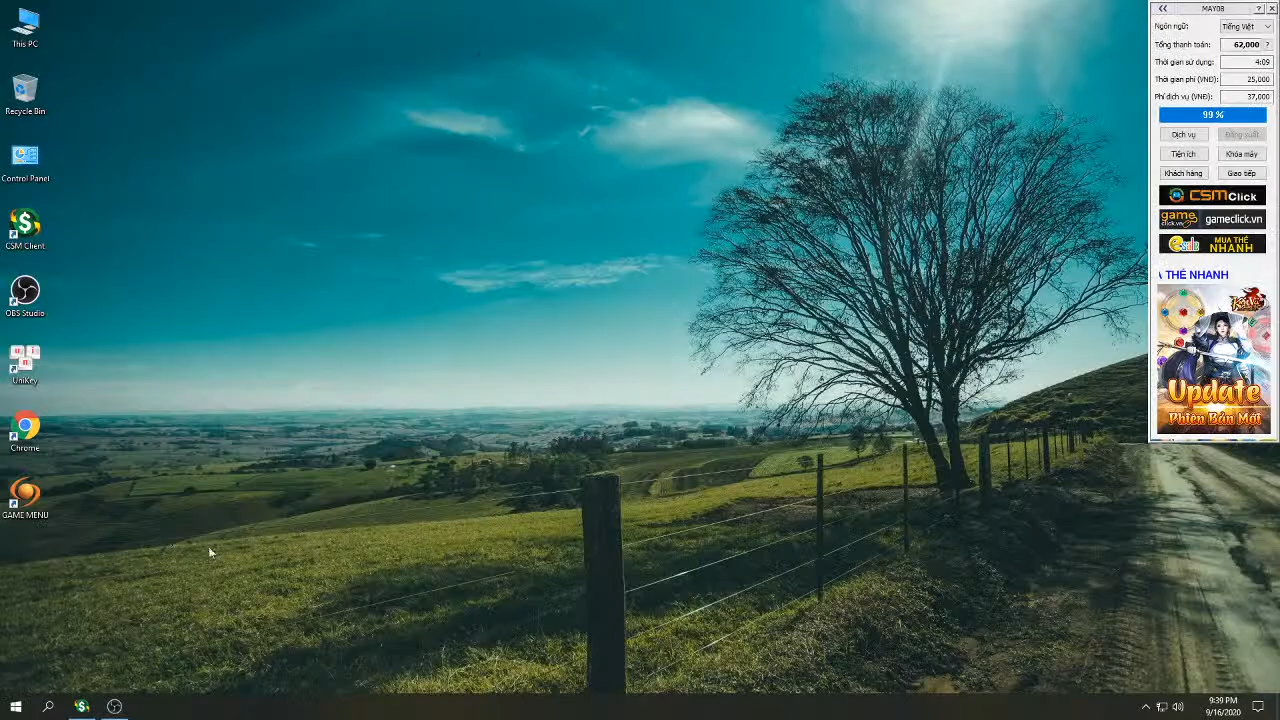 This PC
Recycle Bin
Control Panel
CSM Client
OBS Studio
UniKey
Chrome
GAME MENU
MAY08
Ngôn ngữ: Tiếng Việt
Tổng thanh toán: 62,000 ?
Thời gian sử dụng: 4:09
Thời gian phí (VNĐ): 25,000
Phí dịch vụ (VNĐ): 37,000
99 %
Dịch vụ Đăng xuất
Tiện ích Khóa máy
Khách hàng Giao tiếp
CSMClick
game click.vn gameclick.vn
esale MUA THẺ NHANH
A THẺ NHANH
Update
Phiên Bản Mới
9:39 PM
9/16/2020